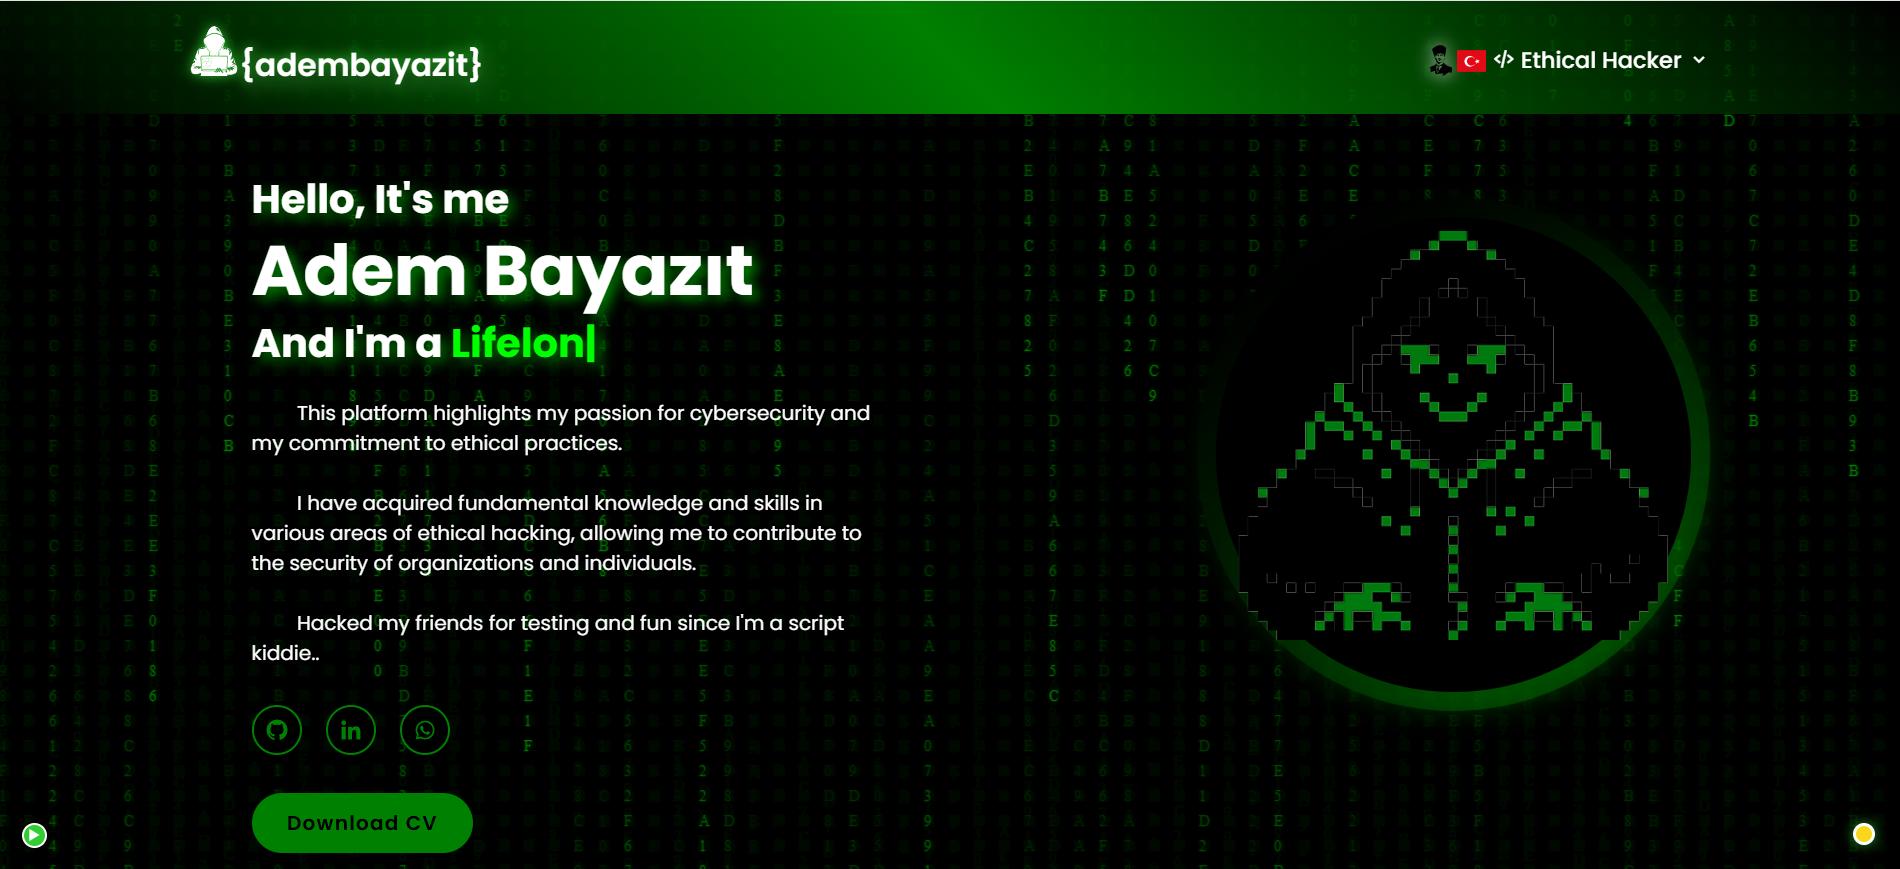 {adembayazit}
</> Ethical Hacker
Hello, It's me
Adem Bayazıt
And I'm a Lifelon|
This platform highlights my passion for cybersecurity and
my commitment to ethical practices.
I have acquired fundamental knowledge and skills in
various areas of ethical hacking, allowing me to contribute to
the security of organizations and individuals.
Hacked my friends for testing and fun since I'm a script
kiddie..
in
Download CV